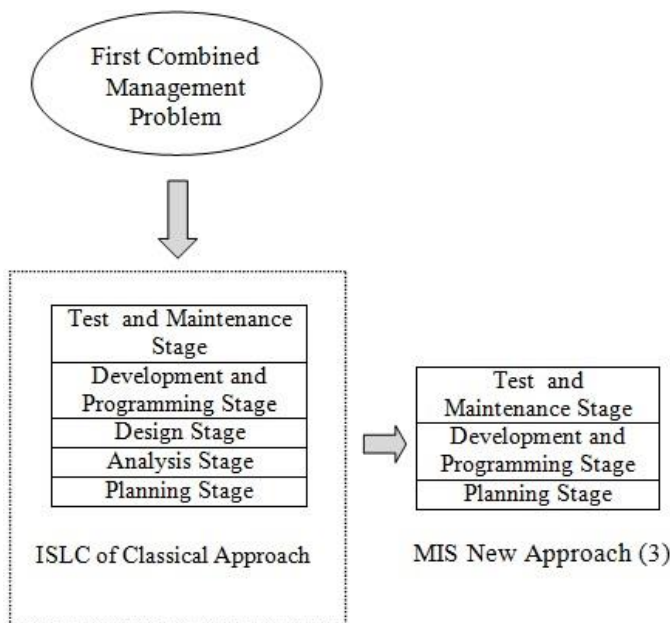 First Combined
Management
Problem
Test and Maintenance
Stage
Development and
Programming Stage
Design Stage
Analysis Stage
Planning Stage
ISLC of Classical Approach
Test and
Maintenance Stage
Development and
Programming Stage
Planning Stage
MIS New Approach (3)